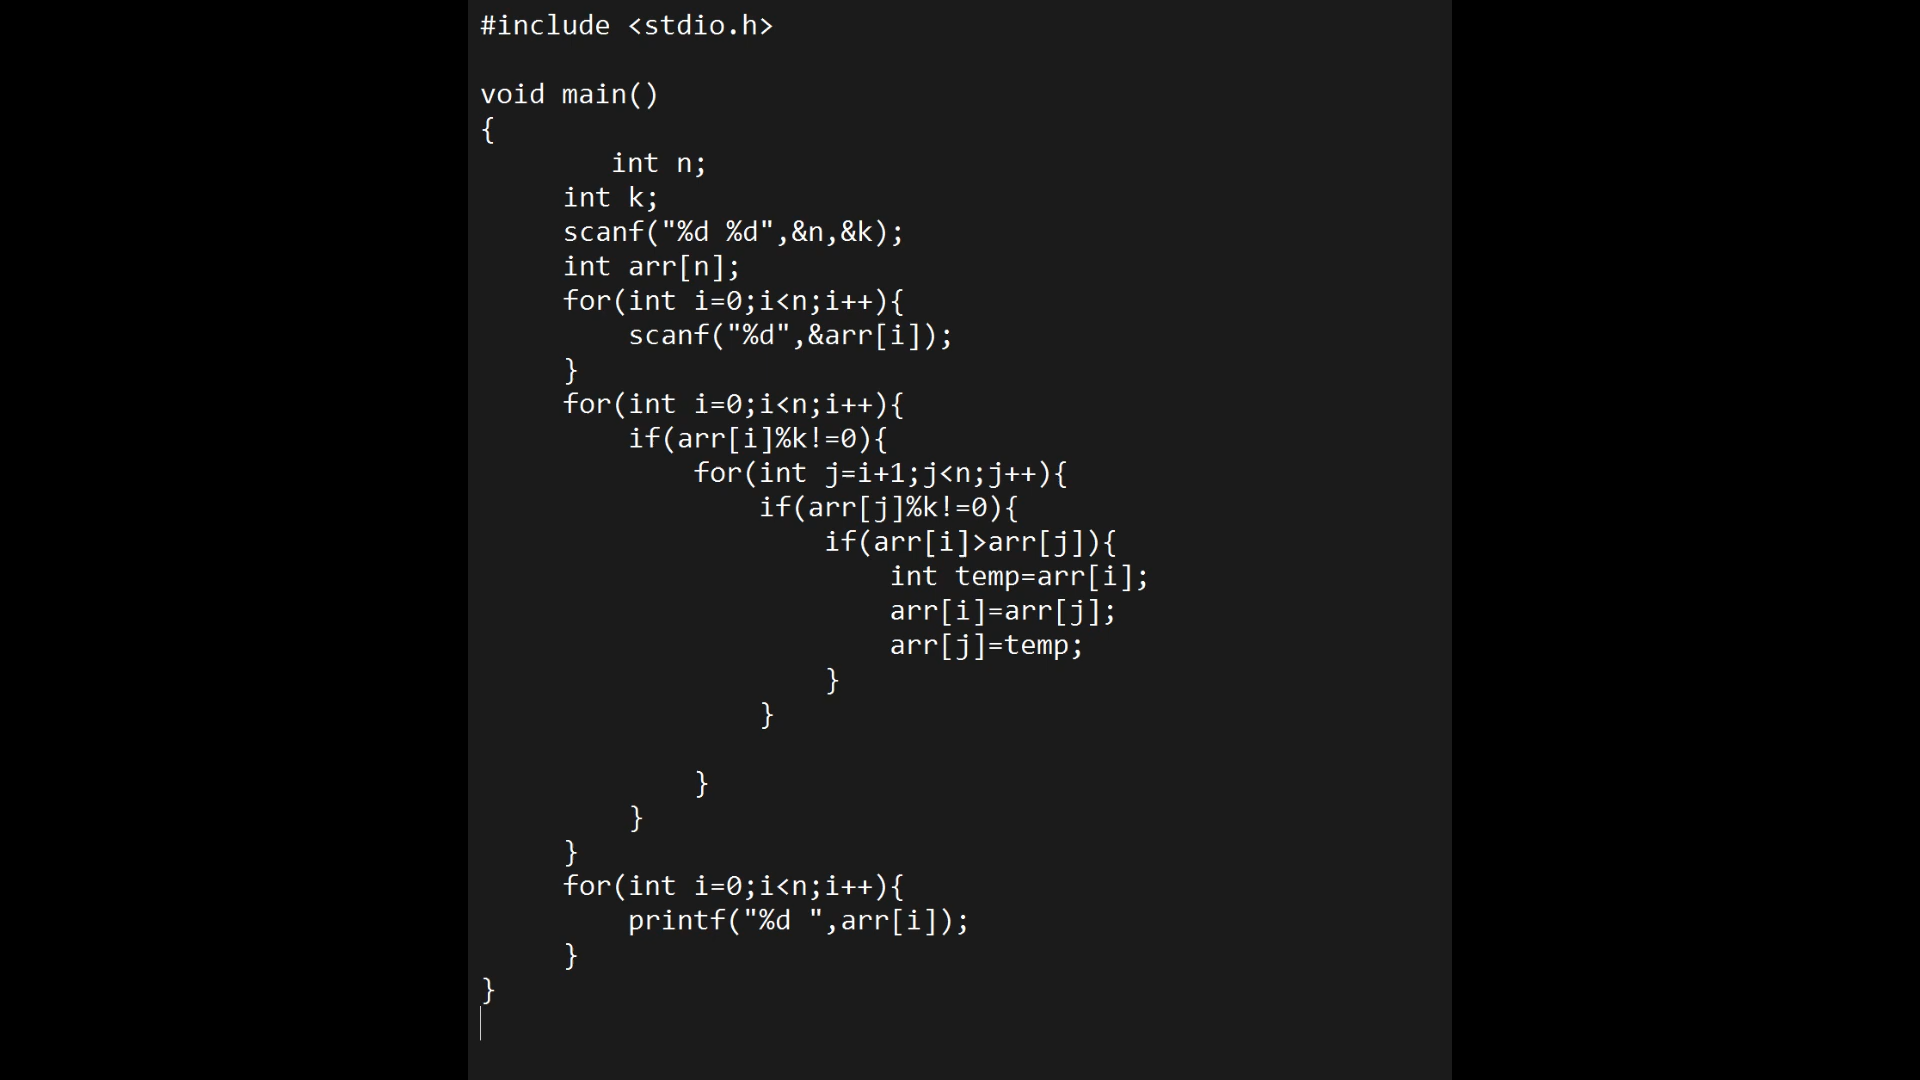 #include <stdio.h>
void main()
{
int n;
int k;
scanf("%d %d",&n,&k);
int arr[n];
for(int i=0;i<n;i++){
scanf("%d",&arr[i]);
}
for(int i=0;i<n;i++){
if(arr[i]%k!=0){
for(int j=i+1;j<n;j++){
if(arr[j]%k!=0){
if(arr[i]>arr[j]){
int temp=arr[i];
arr[i]=arr[j];
arr[j]=temp;
}
}
}
}
}
for(int i=0;i<n;i++){
printf("%d ",arr[i]);
}
}